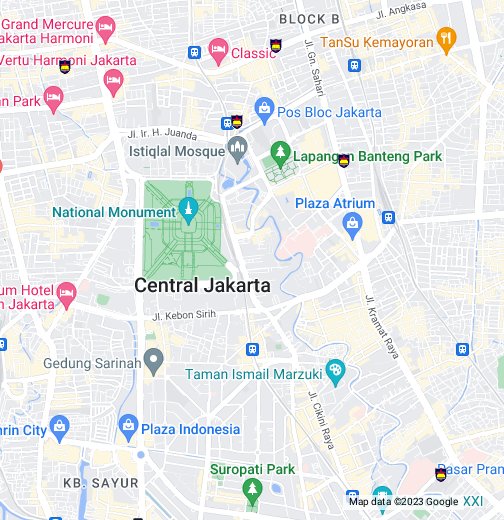 Jl. Angkasa
BLOCK B
Grand Mercure
Jakarta Harmoni
TanSu Kemayoran
Classic
Jl. Gn. Sahari
Vertu Harmoni Jakarta
Park
Pos Bloc Jakarta
Jl. Ir. H. Juanda
Istiqlal Mosque
Lapangan Banteng Park
National Monument
Plaza Atrium
Central Jakarta
um Hotel
Jakarta
Jl. Kebon Sirih
Jl. Kramat Raya
Gedung Sarinah
Taman Ismail Marzuki
Jl. Cikini Raya
rin City
Plaza Indonesia
Suropati Park
Pasar Pram
KB. SAYUR
Map data ©2023 Google
XXI